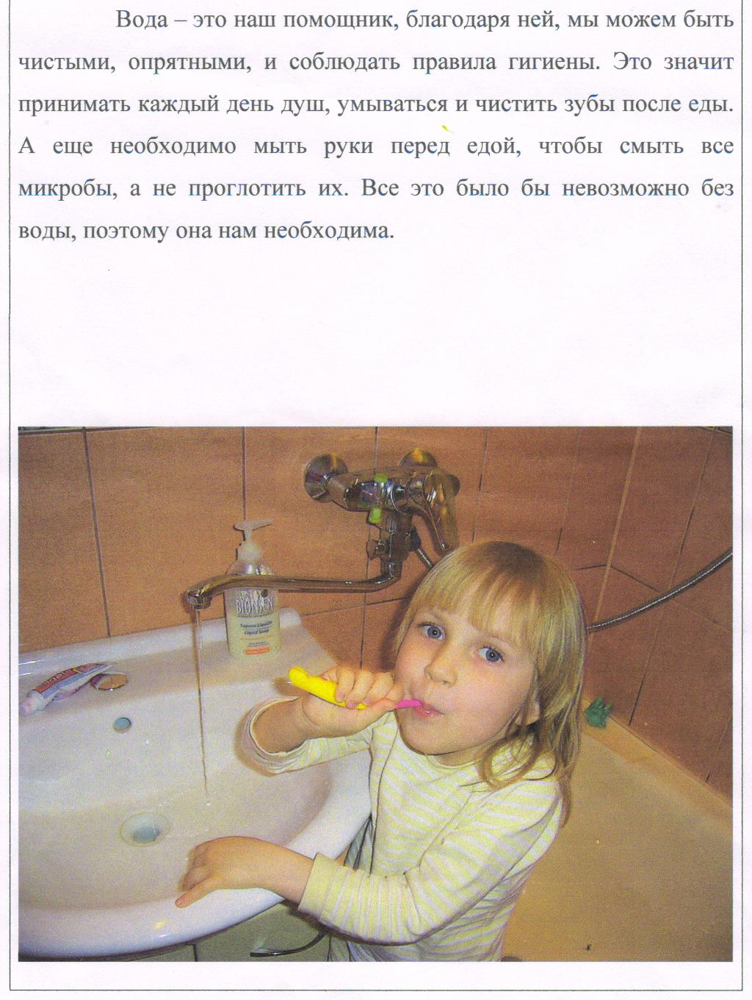 Вода – это наш помощник, благодаря ней, мы можем быть
чистыми, опрятными, и соблюдать правила гигиены. Это значит
принимать каждый день душ, умываться и чистить зубы после еды.
А еще необходимо мыть руки перед едой, чтобы смыть все
микробы, а не проглотить их. Все это было бы невозможно без
воды, поэтому она нам необходима.
BIONSEN
Sapone Liquido
Liquid Soap